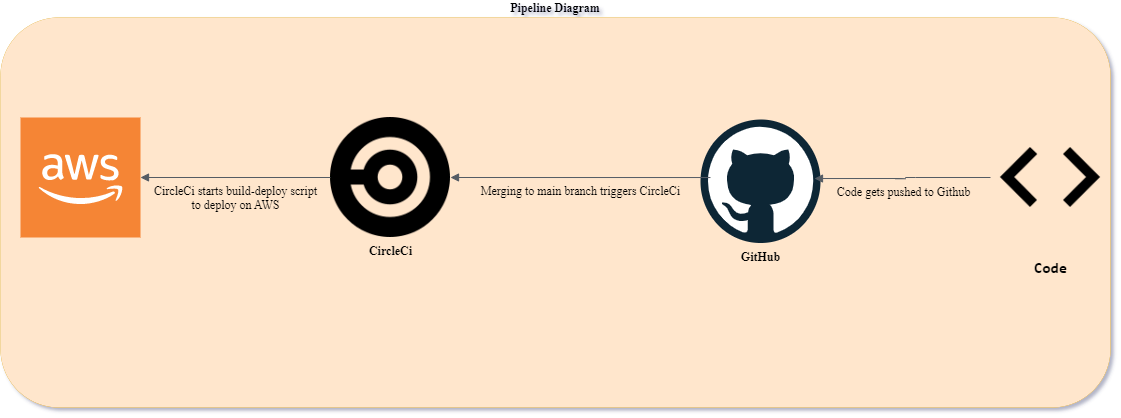 Pipeline Diagram
aws
CircleCi starts build-deploy script
to deploy on AWS
CircleCi
Merging to main branch triggers CircleCi
GitHub
Code gets pushed to Github
Code